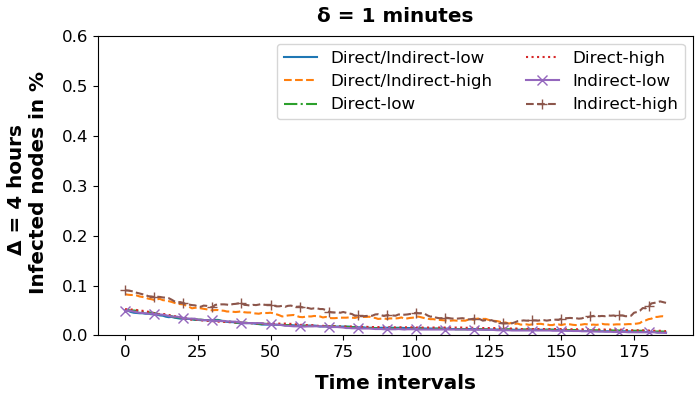 δ = 1 minutes
Δ = 4 hours
Infected nodes in %
0.6
0.5
0.4
0.3
0.2
0.1
0.0
Direct/Indirect-low
Direct/Indirect-high
Direct-low
Direct-high
Indirect-low
Indirect-high
0 25 50 75 100 125 150 175
Time intervals